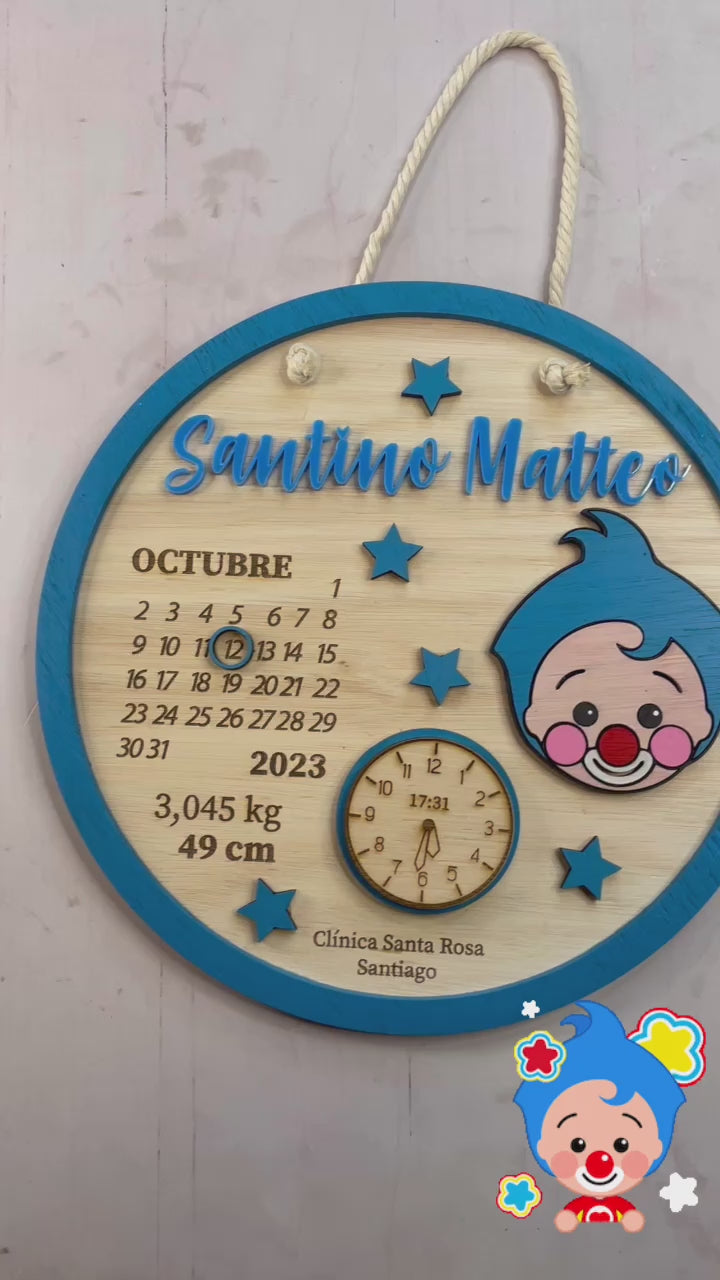 Santino Matteo
OCTUBRE
1
2 3 4 5 6 7 8
9 10 11 12 13 14 15
16 17 18 19 20 21 22
23 24 25 26 27 28 29
30 31
2023
3,045 kg
49 cm
12
11 1
10 2
17:31
9 3
8 4
7 5
6
Clínica Santa Rosa
Santiago